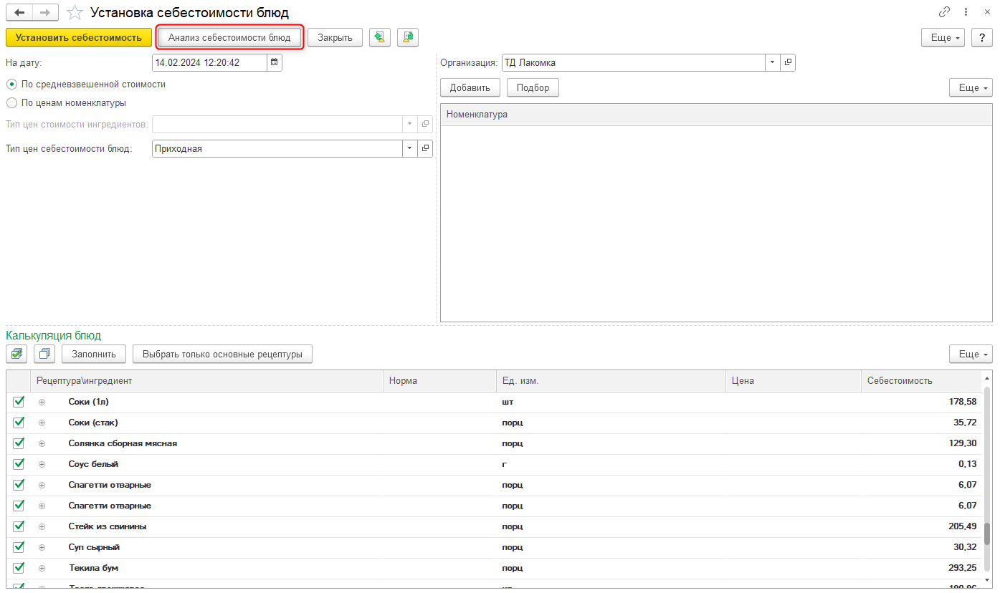 Установка себестоимости блюд
Установить себестоимость Анализ себестоимости блюд Закрыть Еще ?
На дату: 14.02.2024 12:20:42 Организация: ТД Лакомка
По средневзвешенной стоимости Добавить Подбор Еще
По ценам номенклатуры
Номенклатура
Тип цен стоимости ингредиентов:
Тип цен себестоимости блюд: Приходная
Калькуляция блюд
Заполнить Выбрать только основные рецептуры Еще
Рецептура\ингредиент Норма Ед. изм. Цена Себестоимость
Соки (1л) шт 178,58
Соки (стак) порц 35,72
Солянка сборная мясная порц 129,30
Соус белый г 0,13
Спагетти отварные порц 6,07
Спагетти отварные порц 6,07
Стейк из свинины порц 205,49
Суп сырный порц 30,32
Текила бум порц 293,25